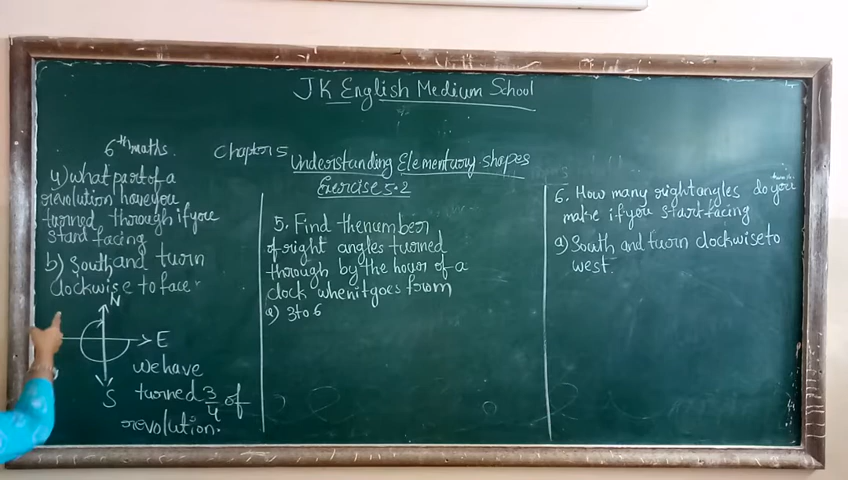 JK English Medium School
6th maths.
Chapter 5 Understanding Elementary shapes
Exercise 5.2
4) what part of a
revolution have you
turned through if you
stand facing
b) South and turn
clockwise to face
N
E
S
we have
turned 3/4 of
revolution.
5. Find the number
of right angles turned
through by the hour of a
clock when it goes from
a) 3 to 6
6. How many right angles do you
make if you start facing
a) South and turn clockwise to
west.